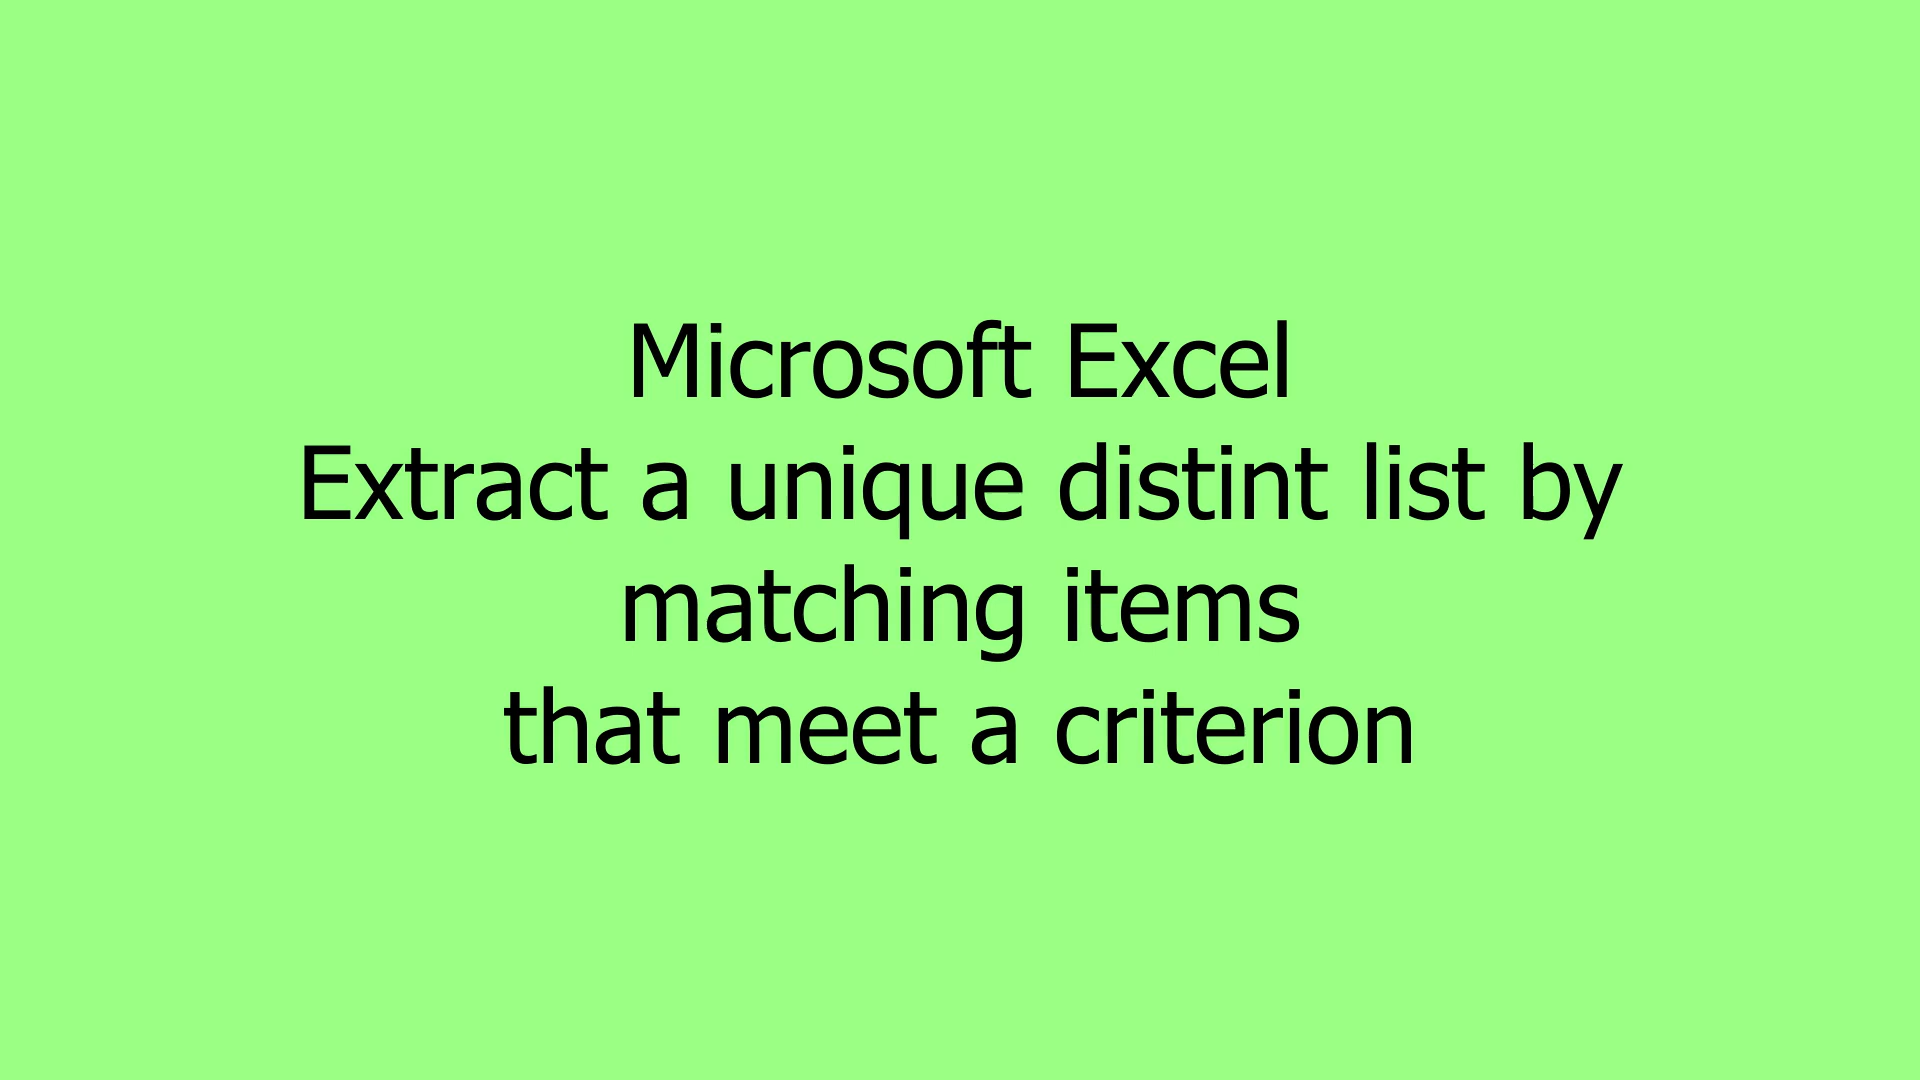 Microsoft Excel
Extract a unique distint list by
matching items
that meet a criterion